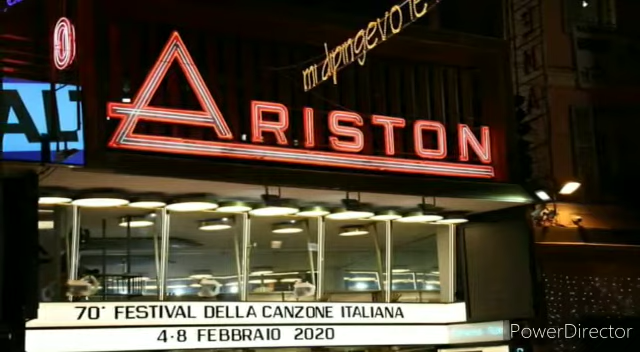 mi dipingevo le
ARISTON
70° FESTIVAL DELLA CANZONE ITALIANA
4·8 FEBBRAIO 2020
PowerDirector